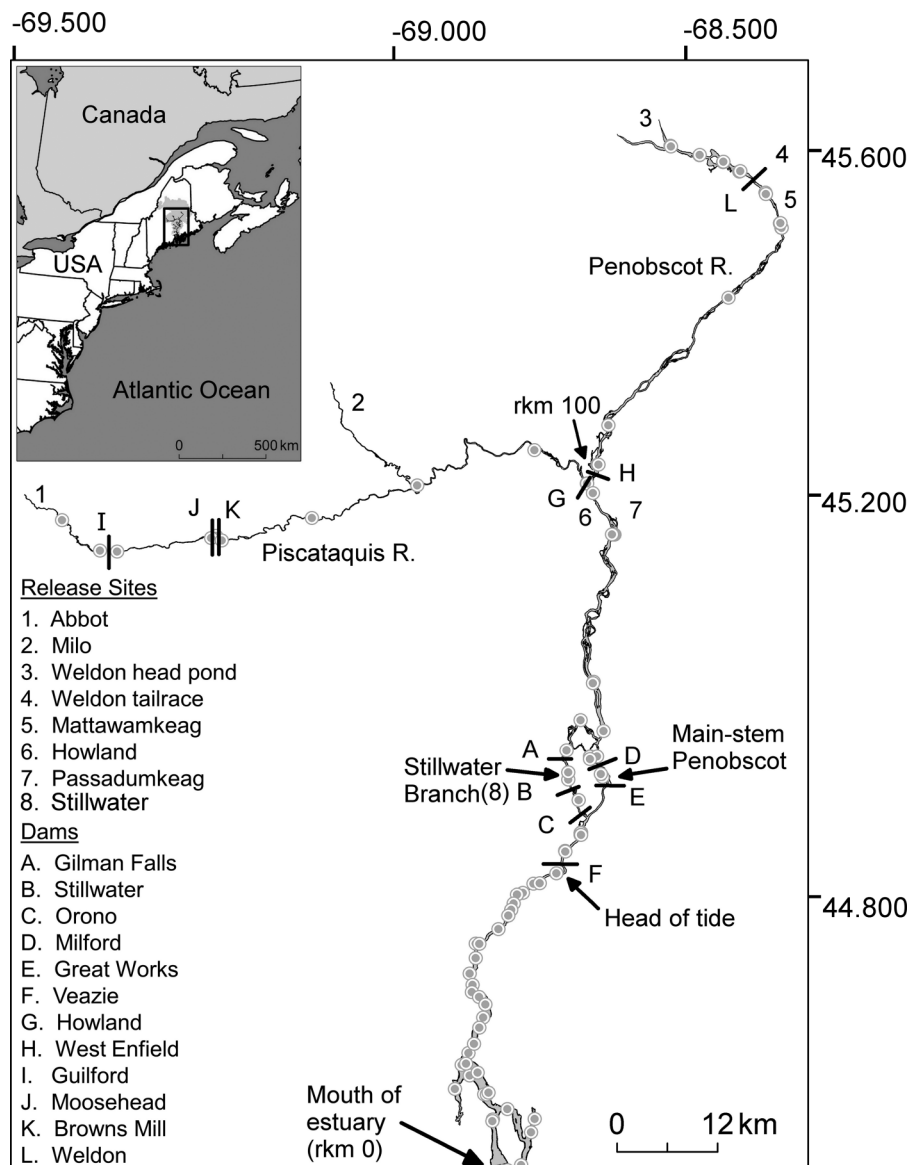 -69.500
-69.000
-68.500
Canada
USA
Atlantic Ocean
0
500 km
3
4
45.600
L
5
Penobscot R.
2
rkm 100
H
G
6
7
45.200
1
I
J
K
Piscataquis R.
Release Sites
1. Abbot
2. Milo
3. Weldon head pond
4. Weldon tailrace
5. Mattawamkeag
6. Howland
7. Passadumkeag
8. Stillwater
Dams
A. Gilman Falls
B. Stillwater
C. Orono
D. Milford
E. Great Works
F. Veazie
G. Howland
H. West Enfield
I. Guilford
J. Moosehead
K. Browns Mill
L. Weldon
A
D
Main-stem
Penobscot
Stillwater
Branch(8)
B
E
C
F
Head of tide
44.800
Mouth of
estuary
(rkm 0)
0
12 km